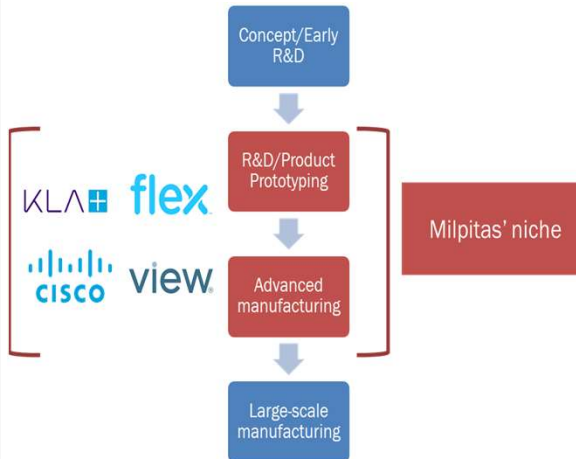 Concept/Early
R&D
R&D/Product
Prototyping
KLA
flex
CISCO
view
Milpitas' niche
Advanced
manufacturing
Large-scale
manufacturing